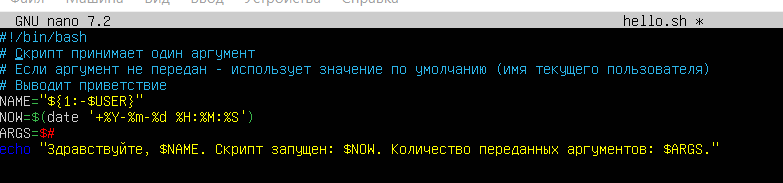 Файл Машина Вид Ввод Устройства Справка
GNU nano 7.2 hello.sh *
#!/bin/bash
# Скрипт принимает один аргумент
# Если аргумент не передан - использует значение по умолчанию (имя текущего пользователя)
# Выводит приветствие
NAME="${1:-$USER}"
NOW=$(date '+%Y-%m-%d %H:%M:%S')
ARGS=$#
echo "Здравствуйте, $NAME. Скрипт запущен: $NOW. Количество переданных аргументов: $ARGS."